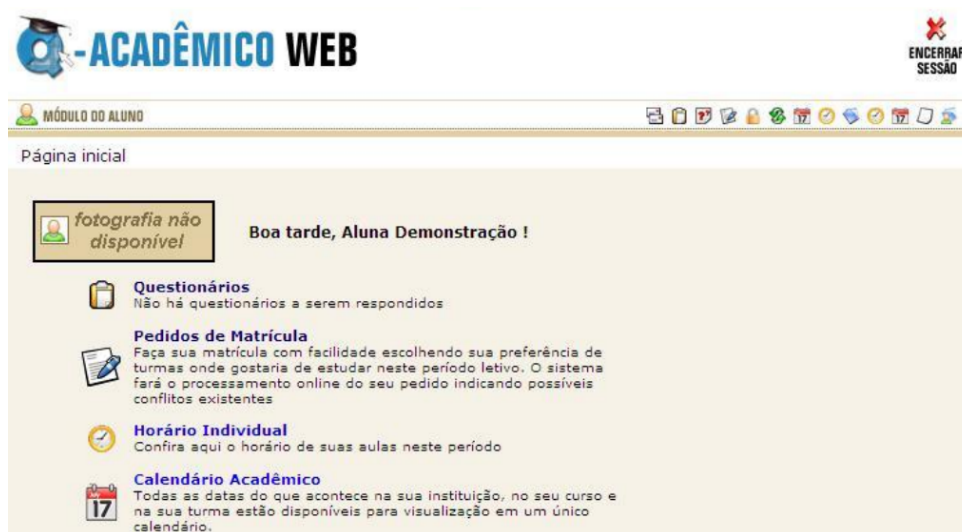 Q-ACADÊMICO WEB
ENCERRAR
SESSÃO
MÓDULO DO ALUNO
17
17
Página inicial
fotografia não
disponível
Boa tarde, Aluna Demonstração !
Questionários
Não há questionários a serem respondidos
Pedidos de Matrícula
Faça sua matrícula com facilidade escolhendo sua preferência de
turmas onde gostaria de estudar neste período letivo. O sistema
fará o processamento online do seu pedido indicando possíveis
conflitos existentes
Horário Individual
Confira aqui o horário de suas aulas neste período
Calendário Acadêmico
17
Todas as datas do que acontece na sua instituição, no seu curso e
na sua turma estão disponíveis para visualização em um único
calendário.